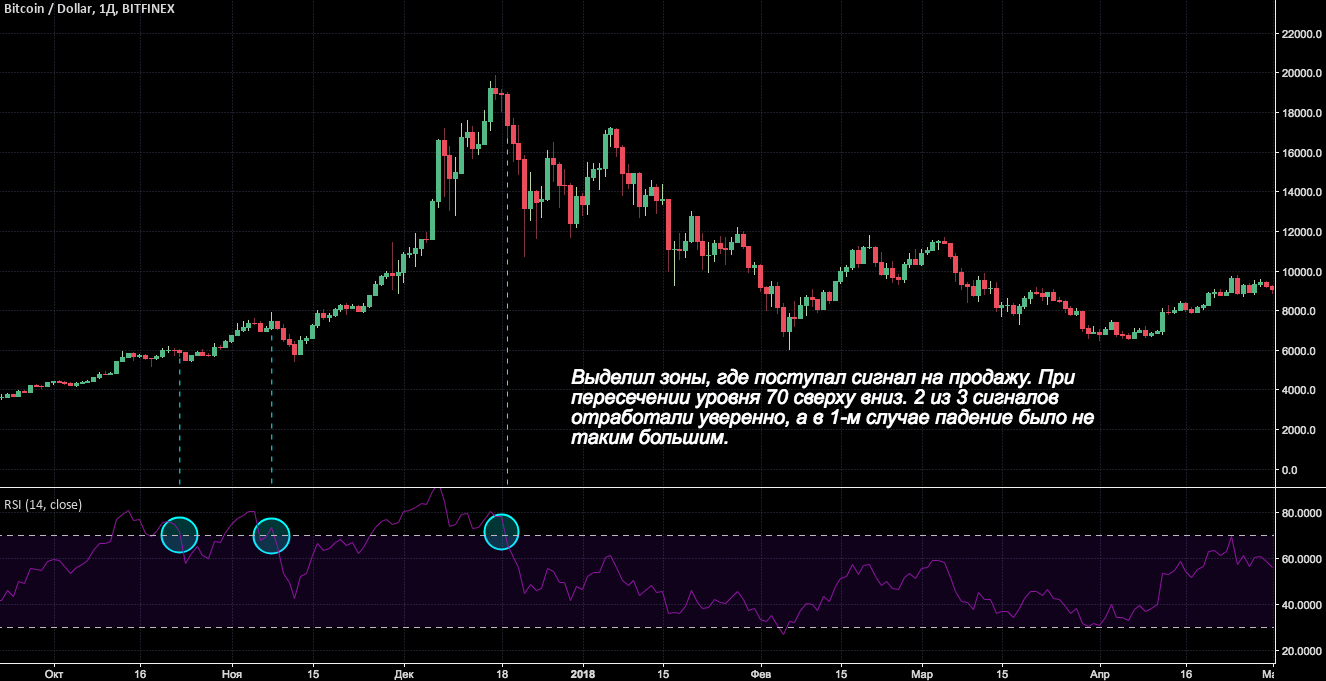 Bitcoin / Dollar, 1Д, BITFINEX
22000.0
20000.0
18000.0
16000.0
14000.0
12000.0
10000.0
8000.0
6000.0
4000.0
2000.0
0.0
Выделил зоны, где поступал сигнал на продажу. При
пересечении уровня 70 сверху вниз. 2 из 3 сигналов
отработали уверенно, а в 1-м случае падение было не
таким большим.
RSI (14, close)
80.0000
60.0000
40.0000
20.0000
Окт 16 Ноя 15 Дек 18 2018 15 Фев 15 Мар 15 Апр 16 Ма